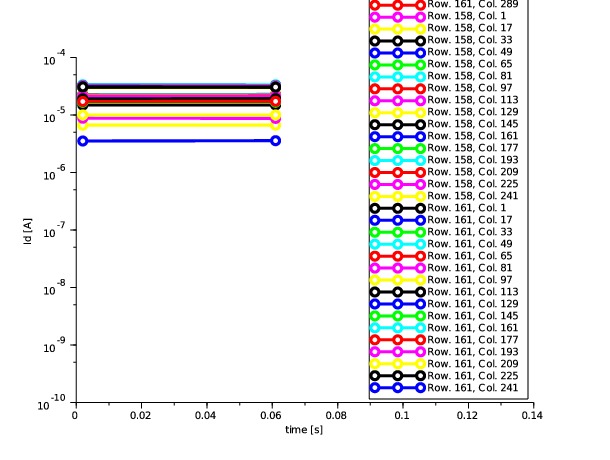 Row. 161, Col. 289
Row. 158, Col. 1
Row. 158, Col. 17
Row. 158, Col. 33
Row. 158, Col. 49
Row. 158, Col. 65
Row. 158, Col. 81
Row. 158, Col. 97
Row. 158, Col. 113
Row. 158, Col. 129
Row. 158, Col. 145
Row. 158, Col. 161
Row. 158, Col. 177
Row. 158, Col. 193
Row. 158, Col. 209
Row. 158, Col. 225
Row. 158, Col. 241
Row. 161, Col. 1
Row. 161, Col. 17
Row. 161, Col. 33
Row. 161, Col. 49
Row. 161, Col. 65
Row. 161, Col. 81
Row. 161, Col. 97
Row. 161, Col. 113
Row. 161, Col. 129
Row. 161, Col. 145
Row. 161, Col. 161
Row. 161, Col. 177
Row. 161, Col. 193
Row. 161, Col. 209
Row. 161, Col. 225
Row. 161, Col. 241
10^-4
10^-5
10^-6
10^-7
10^-8
10^-9
10^-10
Id [A]
0 0.02 0.04 0.06 0.08 0.1 0.12 0.14
time [s]